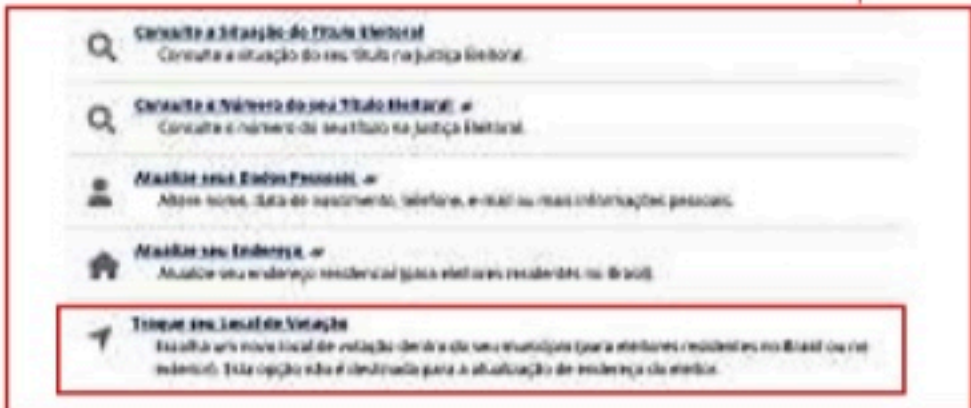 Consulte a Situação do Título Eleitoral
Consulte a situação do seu título na Justiça Eleitoral.
Consulte o Número do seu Título Eleitoral
Consulte o número do seu título na Justiça Eleitoral.
Atualize seus Dados Pessoais
Altere nome, data de nascimento, telefone, e-mail ou mais informações pessoais.
Atualize seu Endereço
Atualize seu endereço residencial (para eleitores residentes no Brasil)
Troque seu Local de Votação
Escolha um novo local de votação dentro do seu município (para eleitores residentes no Brasil ou no
exterior). Esta opção não é destinada para a atualização de endereço do eleitor.